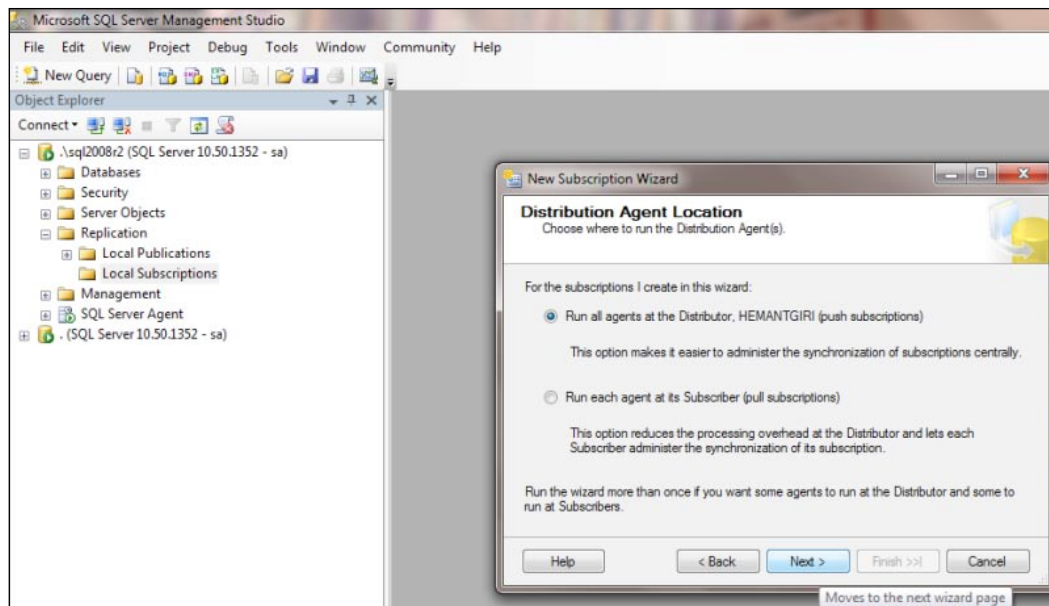 Microsoft SQL Server Management Studio
File Edit View Project Debug Tools Window Community Help
New Query
Object Explorer
Connect
.\sql2008r2 (SQL Server 10.50.1352 - sa)
Databases
Security
Server Objects
Replication
Local Publications
Local Subscriptions
Management
SQL Server Agent
. (SQL Server 10.50.1352 - sa)
New Subscription Wizard
Distribution Agent Location
Choose where to run the Distribution Agent(s).
For the subscriptions I create in this wizard:
Run all agents at the Distributor, HEMANTGIRI (push subscriptions)
This option makes it easier to administer the synchronization of subscriptions centrally.
Run each agent at its Subscriber (pull subscriptions)
This option reduces the processing overhead at the Distributor and lets each
Subscriber administer the synchronization of its subscription.
Run the wizard more than once if you want some agents to run at the Distributor and some to
run at Subscribers.
Help < Back Next > Finish >>| Cancel
Moves to the next wizard page